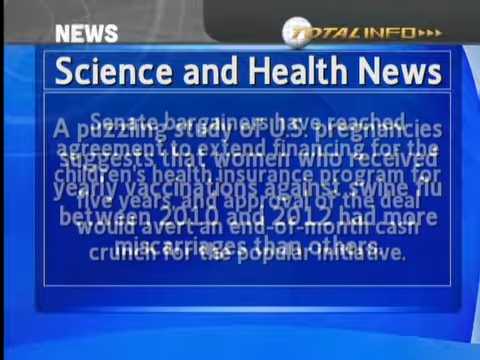 NEWS
TOTALINFO
Science and Health News
Senate bargainers have reached
agreement to extend financing for the
children's health insurance program for
five years, and approval of the deal
would avert an end-of-month cash
crunch for the popular initiative.
A puzzling study of U.S. pregnancies
suggests that women who received
yearly vaccinations against swine flu
between 2010 and 2012 had more
miscarriages than others.